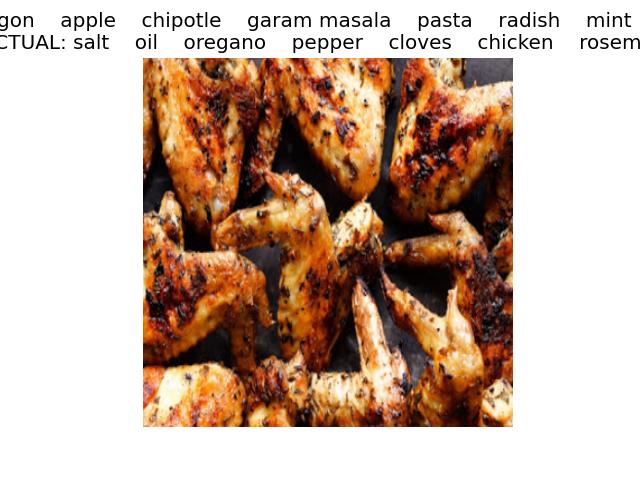 gon apple chipotle garam masala pasta radish mint
CTUAL: salt oil oregano pepper cloves chicken rosem